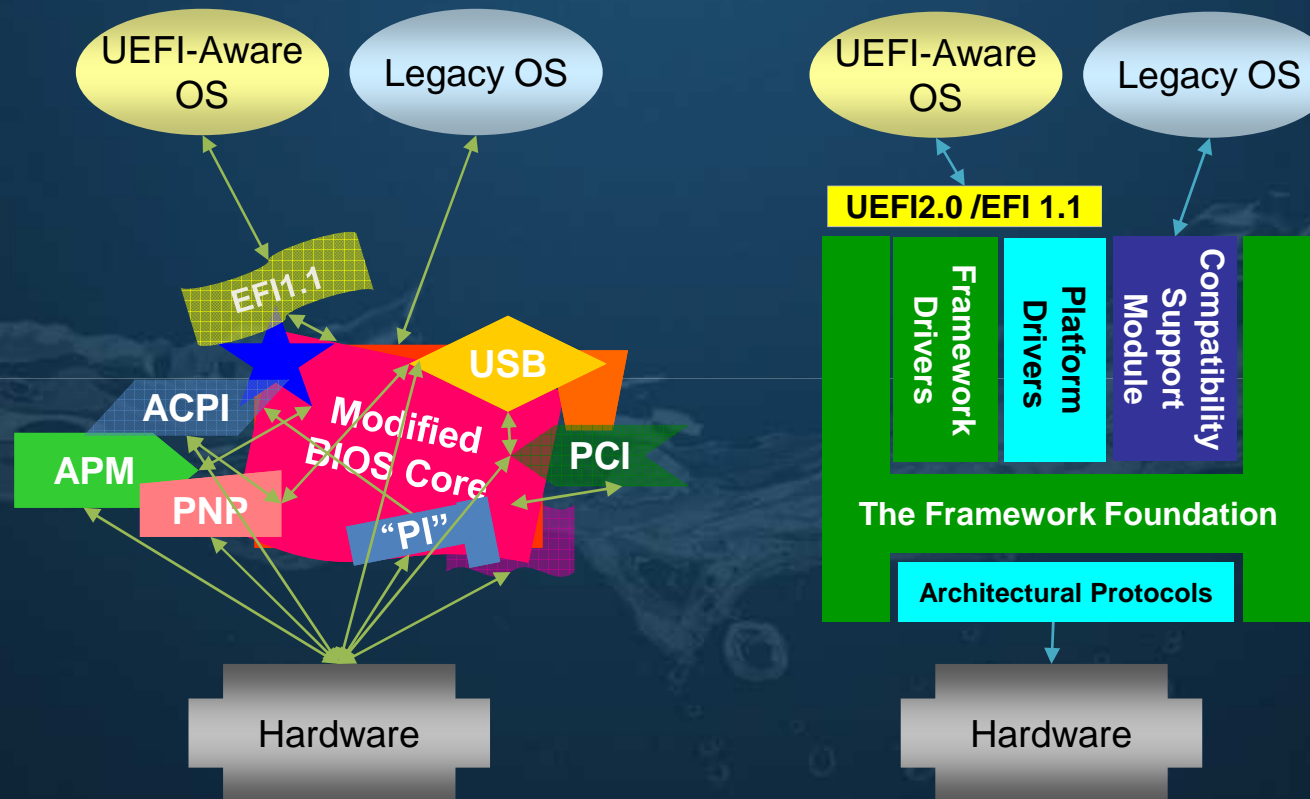 UEFI-Aware
OS
Legacy OS
EFI1.1
USB
ACPI
Modified
BIOS Core
APM
PCI
PNP
“PI”
Hardware
UEFI-Aware
OS
Legacy OS
UEFI2.0 /EFI 1.1
Framework
Drivers
Platform
Drivers
Compatibility
Support
Module
The Framework Foundation
Architectural Protocols
Hardware